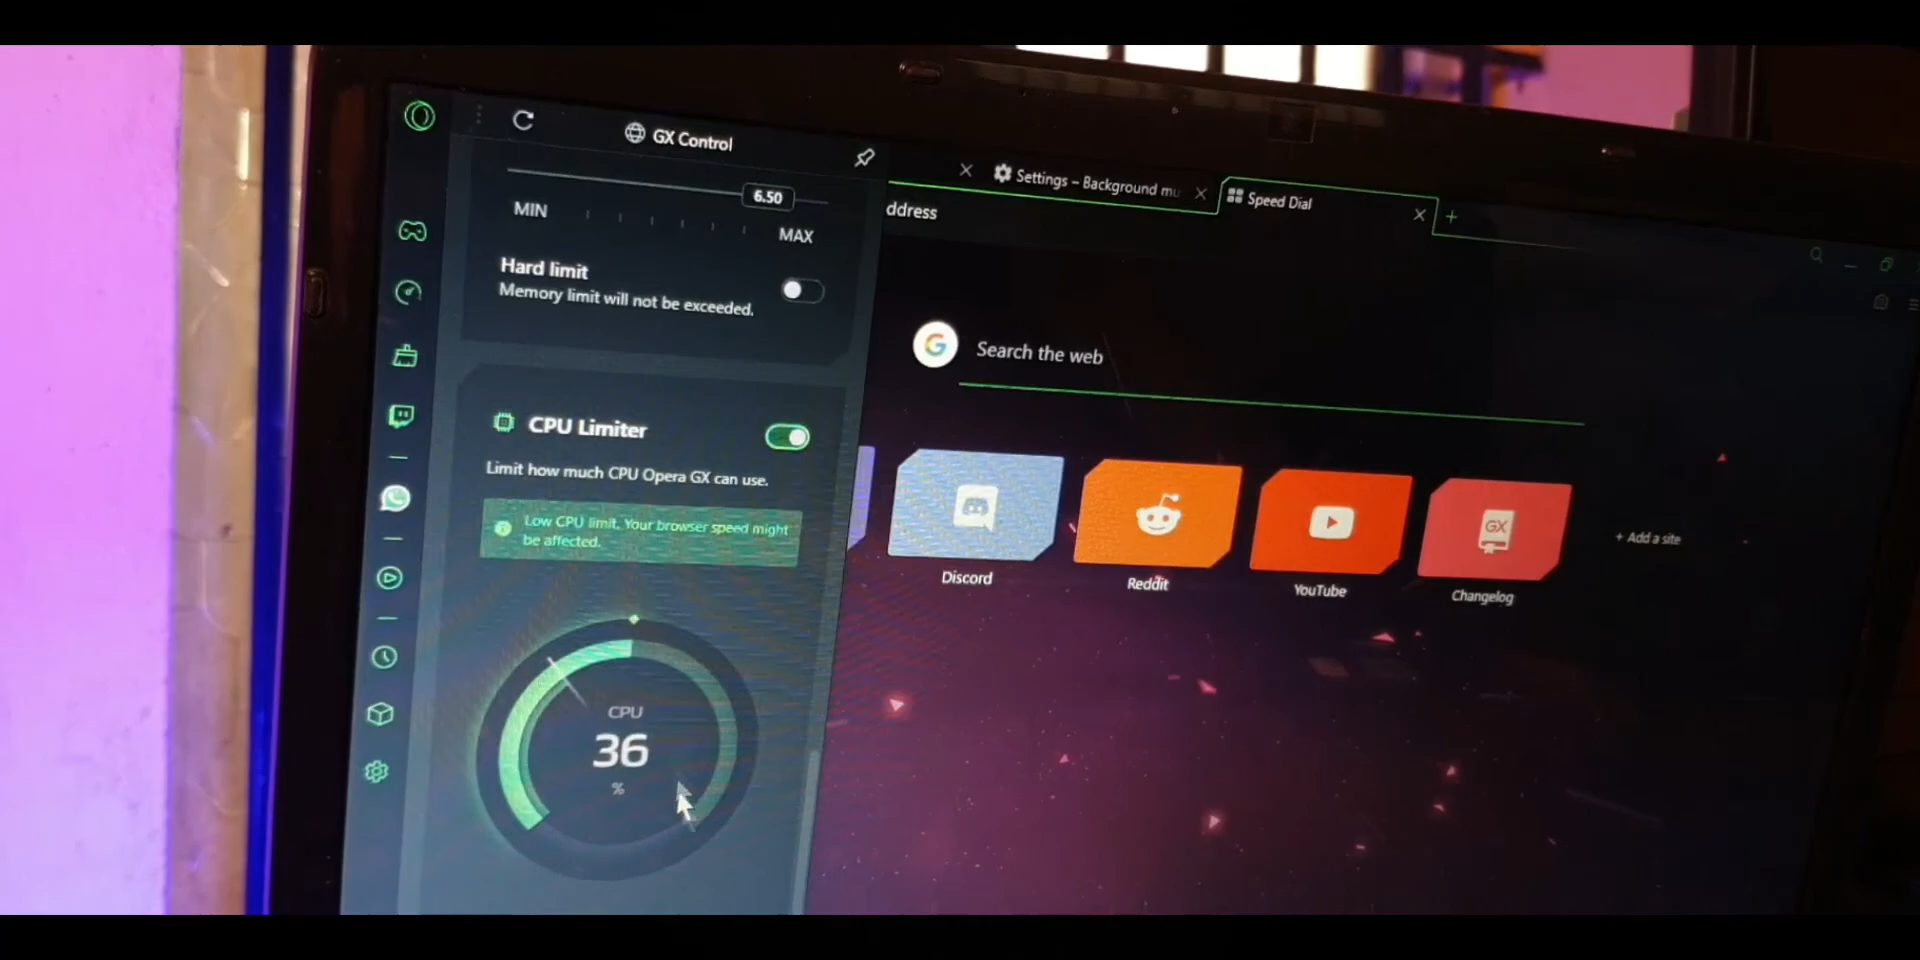 GX Control
6.50
MIN
MAX
Hard limit
Memory limit will not be exceeded.
CPU Limiter
Limit how much CPU Opera GX can use.
Low CPU limit. Your browser speed might
be affected.
CPU
36
%
Settings – Background mu
Speed Dial
ddress
G
Search the web
Discord
Reddit
YouTube
GX
Changelog
+ Add a site